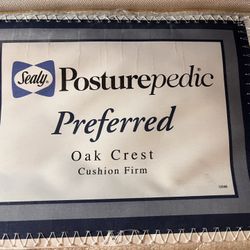 Sealy Posturepedic
Preferred
Oak Crest
Cushion Firm